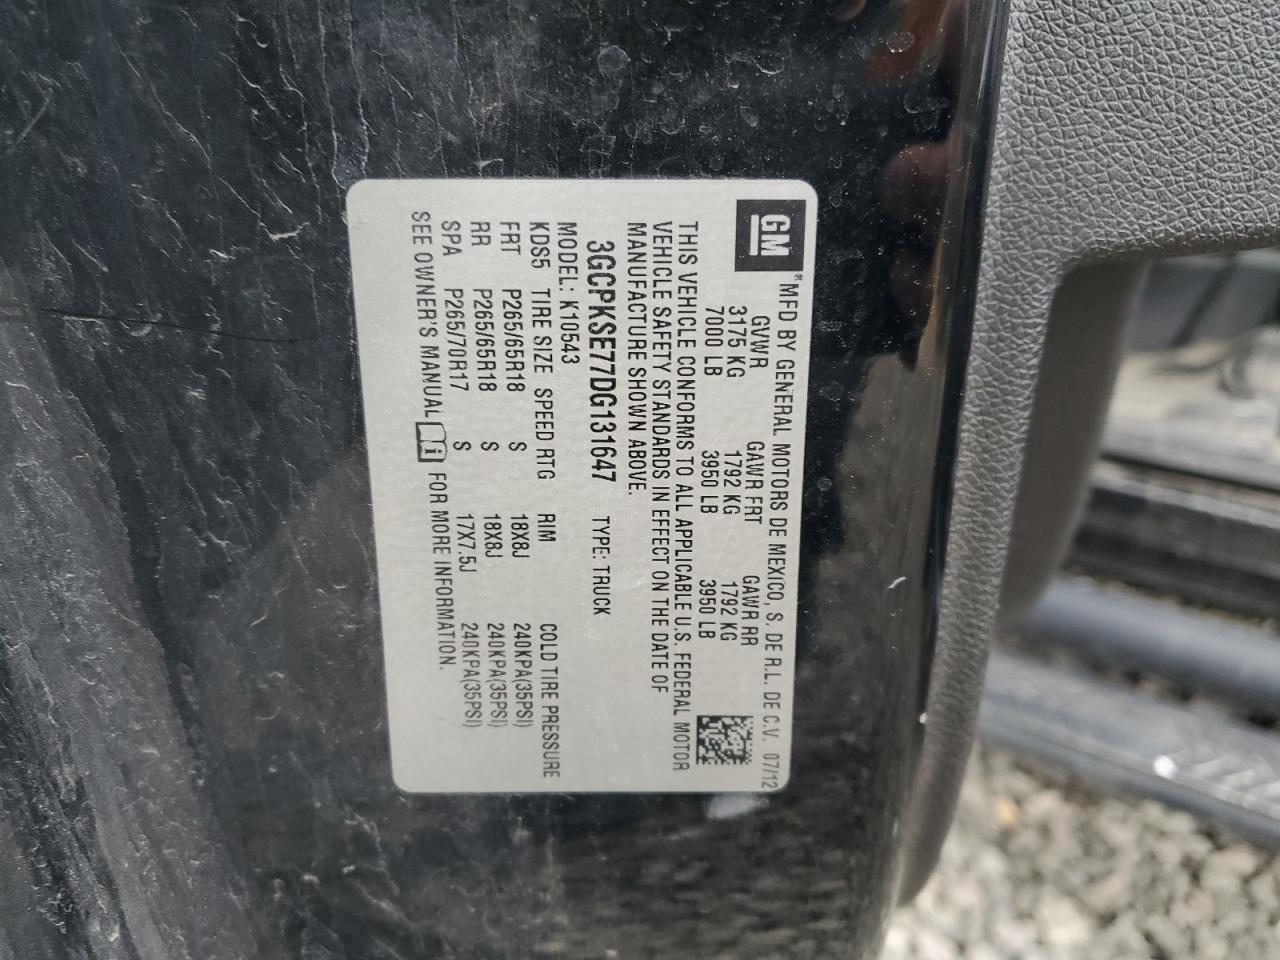 GM
®MFD BY GENERAL MOTORS DE MEXICO, S. DE R.L. DE C.V. 07/12
GVWR GAWR FRT GAWR RR
3175 KG 1792 KG 1792 KG
7000 LB 3950 LB 3950 LB
THIS VEHICLE CONFORMS TO ALL APPLICABLE U.S. FEDERAL MOTOR
VEHICLE SAFETY STANDARDS IN EFFECT ON THE DATE OF
MANUFACTURE SHOWN ABOVE.
3GCPKSE77DG131647 TYPE: TRUCK
MODEL: K10543
KDS5 TIRE SIZE SPEED RTG RIM COLD TIRE PRESSURE
FRT P265/65R18 S 18X8J 240KPA(35PSI)
RR P265/65R18 S 18X8J 240KPA(35PSI)
SPA P265/70R17 S 17X7.5J 240KPA(35PSI)
SEE OWNER'S MANUAL i FOR MORE INFORMATION.